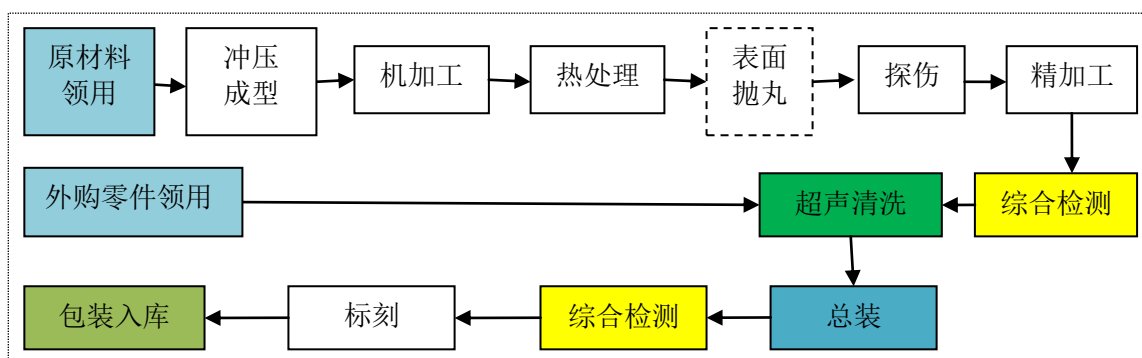 原材料
领用
冲压
成型
机加工
热处理
表面
抛丸
探伤
精加工
外购零件领用
超声清洗
综合检测
包装入库
标刻
综合检测
总装